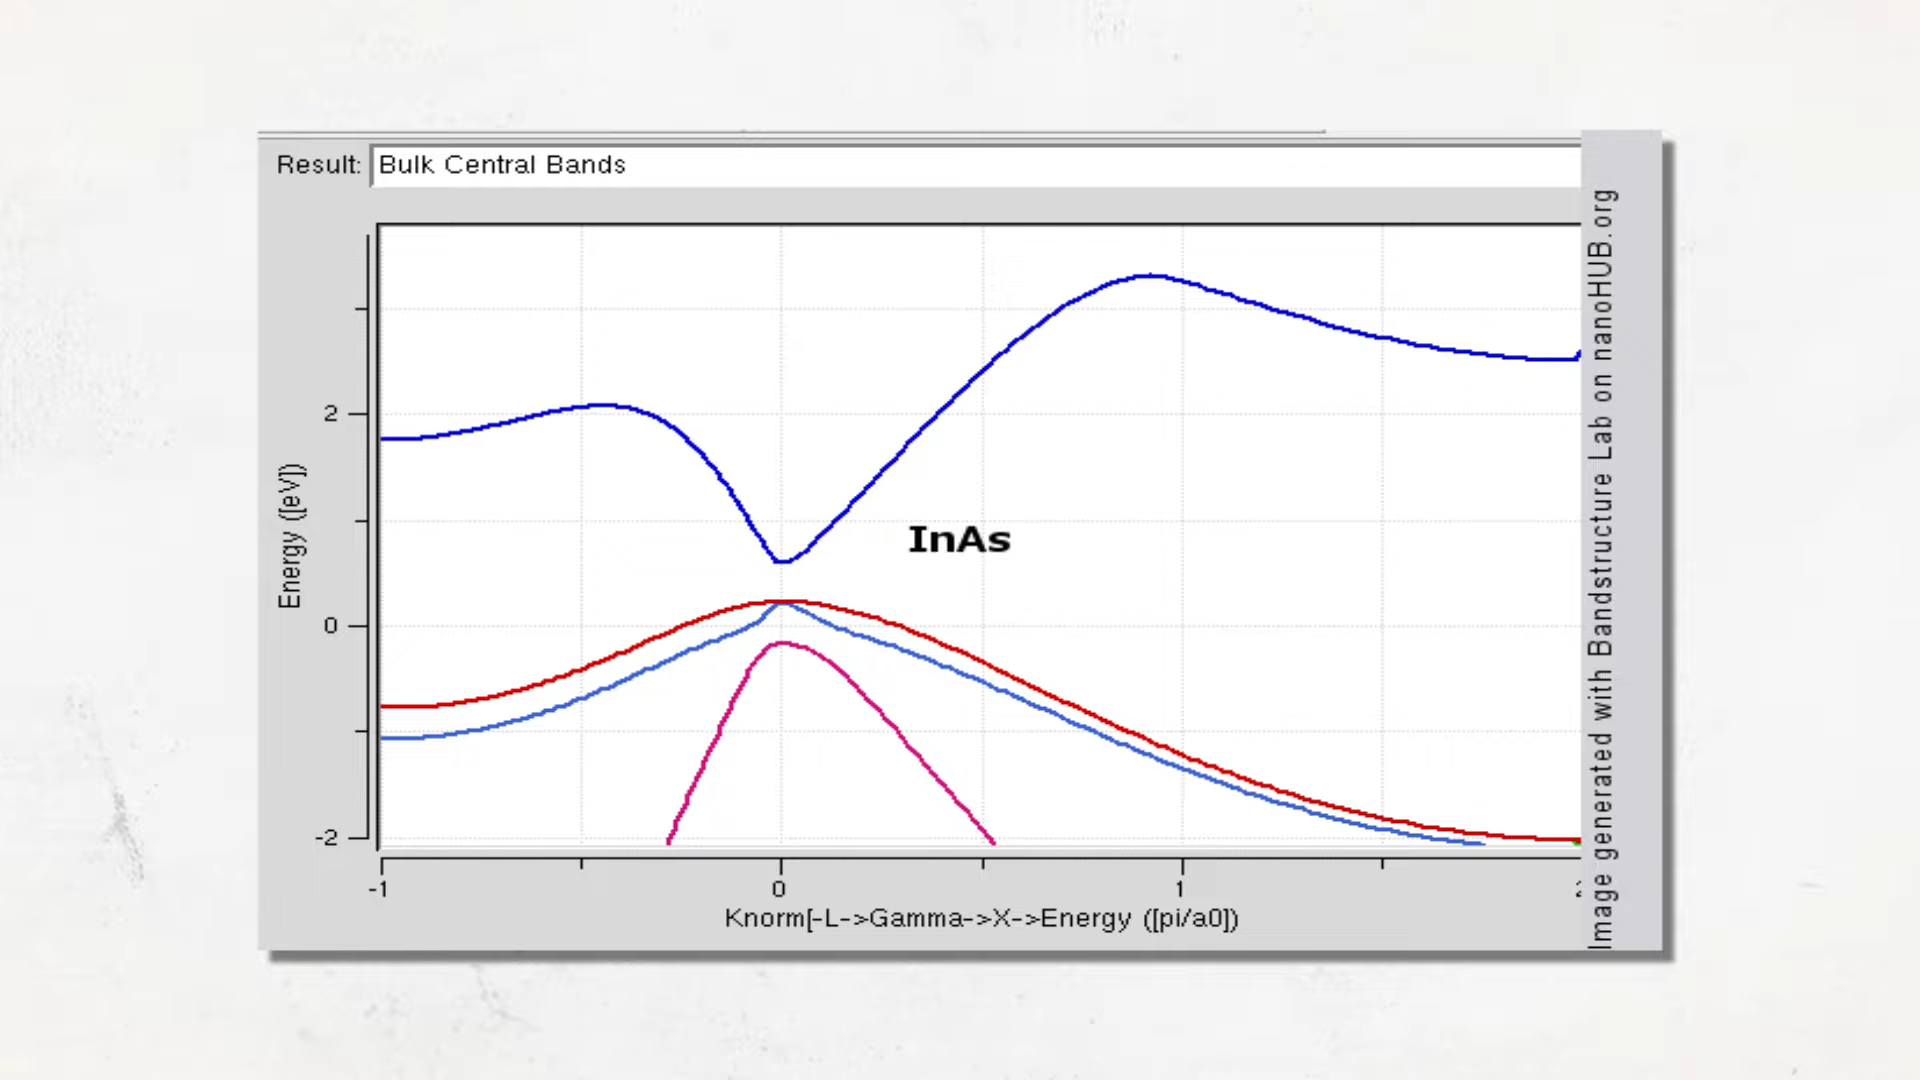 Result: Bulk Central Bands
Energy ([eV])
2
0
-2
InAs
-1
0
1
Knorm[-L->Gamma->X->Energy ([pi/a0])
Image generated with Bandstructure Lab on nanoHUB.org